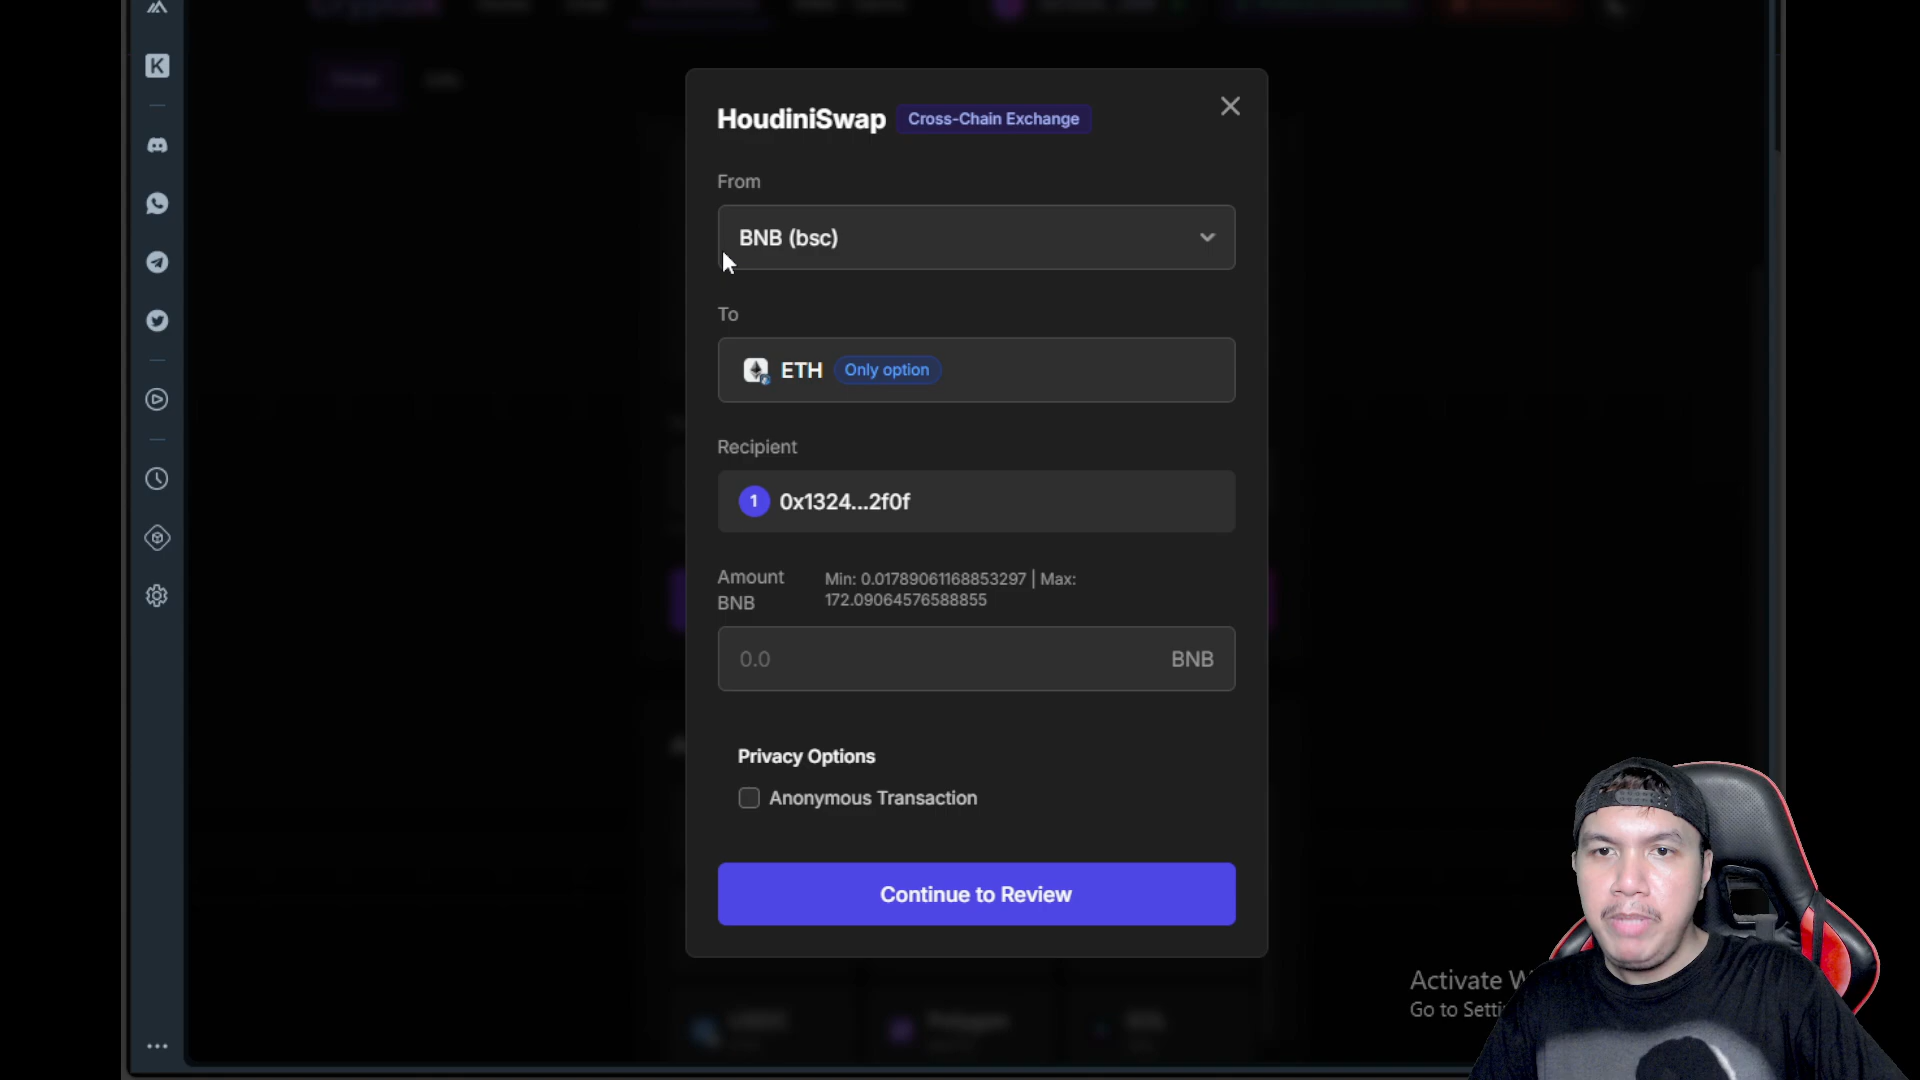 HoudiniSwap
Cross-Chain Exchange
From
BNB (bsc)
To
ETH
Only option
Recipient
1
0x1324...2f0f
Amount
BNB
Min: 0.01789061168853297 | Max:
172.09064576588855
0.0
BNB
Privacy Options
Anonymous Transaction
Continue to Review
Activate
Go to